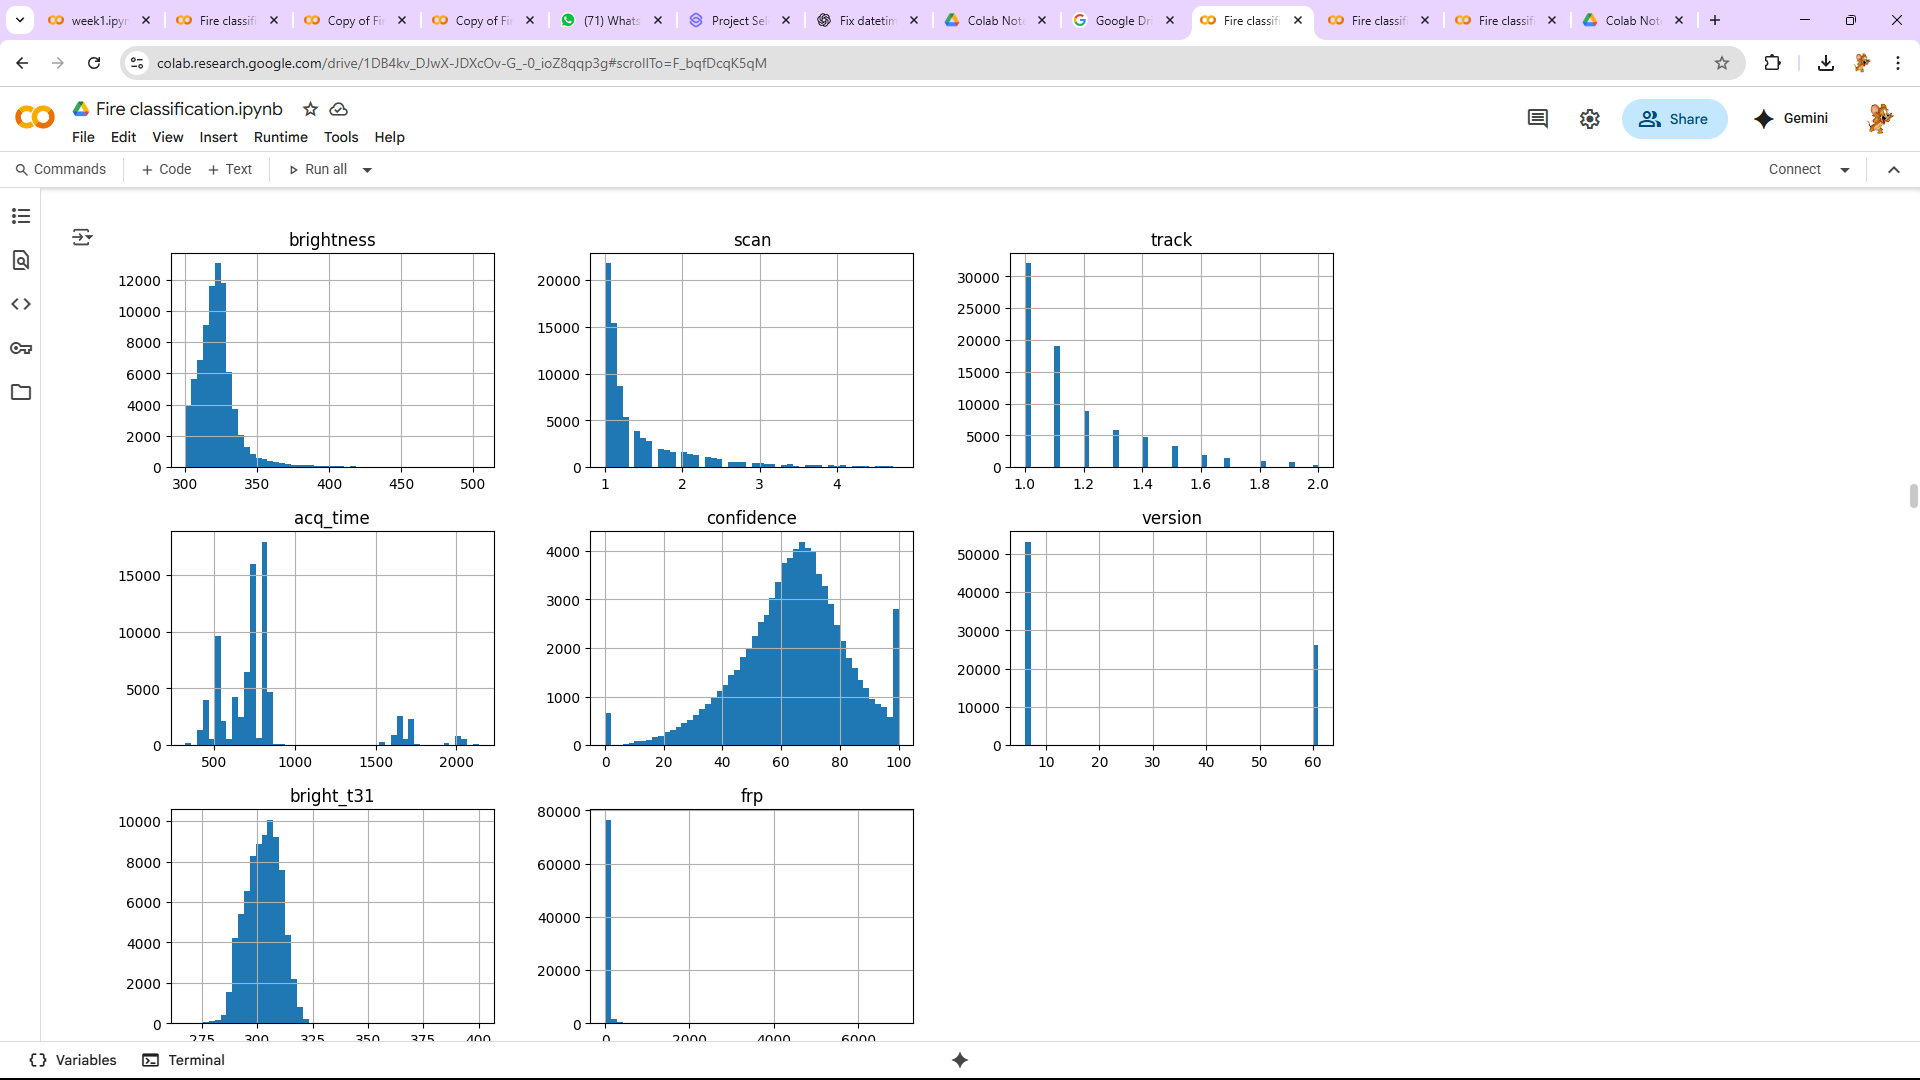 week1.ipyn
Fire classifi
Copy of Fi
Copy of Fi
(71) Whats
Project Sel
Fix datetim
Colab Not
Google Dri
Fire classifi
Fire classifi
Fire classifi
Colab Not
colab.research.google.com/drive/1DB4kv_DJwX-JDXcOv-G_-0_ioZ8qqp3g#scrollTo=F_bqfDcqK5qM
Fire classification.ipynb
File Edit View Insert Runtime Tools Help
Share
Gemini
Commands + Code + Text Run all
Connect
brightness
12000
10000
8000
6000
4000
2000
0
300 350 400 450 500
scan
20000
15000
10000
5000
0
1 2 3 4
track
30000
25000
20000
15000
10000
5000
0
1.0 1.2 1.4 1.6 1.8 2.0
acq_time
15000
10000
5000
0
500 1000 1500 2000
confidence
4000
3000
2000
1000
0
0 20 40 60 80 100
version
50000
40000
30000
20000
10000
0
10 20 30 40 50 60
bright_t31
10000
8000
6000
4000
2000
0
275 300 325 350 375 400
frp
80000
60000
40000
20000
0
0 2000 4000 6000
Variables Terminal